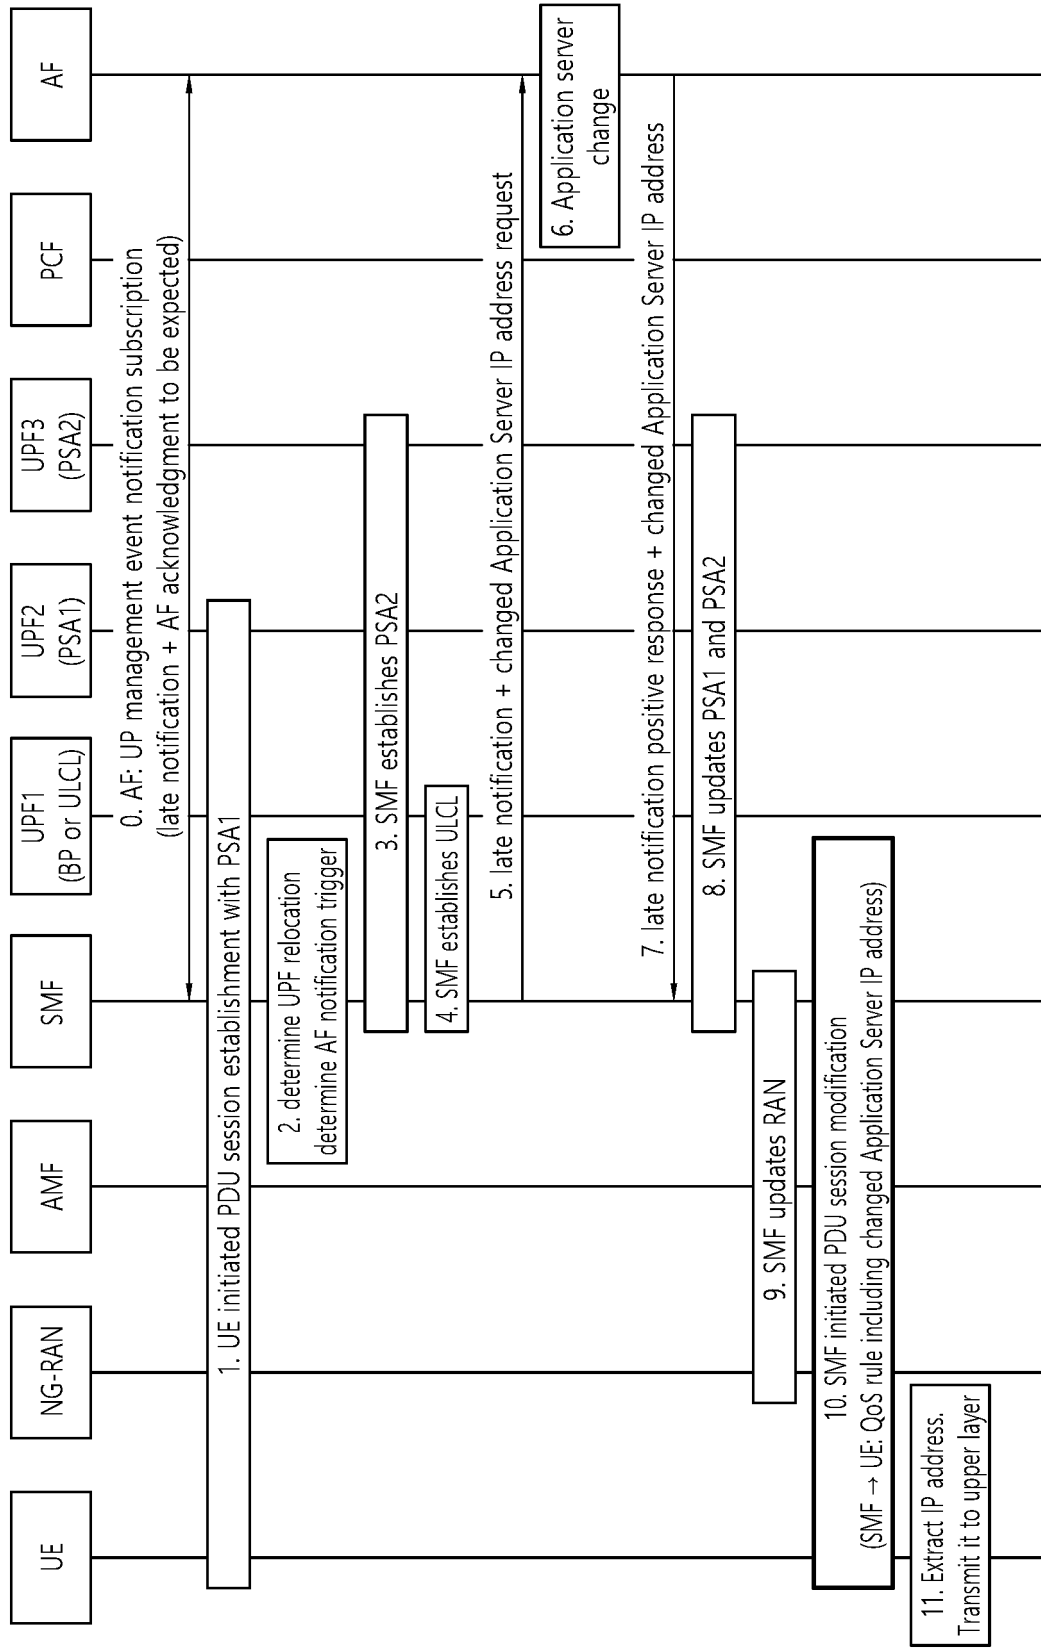 UE
NG-RAN
AMF
SMF
UPF1
(BP or ULCL)
UPF2
(PSA1)
UPF3
(PSA2)
PCF
AF
0. AF: UP management event notification subscription
(late notification + AF acknowledgment to be expected)
1. UE initiated PDU session establishment with PSA1
2. determine UPF relocation
determine AF notification trigger
3. SMF establishes PSA2
4. SMF establishes ULCL
5. late notification + changed Application Server IP address request
6. Application server
change
7. late notification positive response + changed Application Server IP address
8. SMF updates PSA1 and PSA2
9. SMF updates RAN
10. SMF initiated PDU session modification
(SMF → UE: QoS rule including changed Application Server IP address)
11. Extract IP address.
Transmit it to upper layer